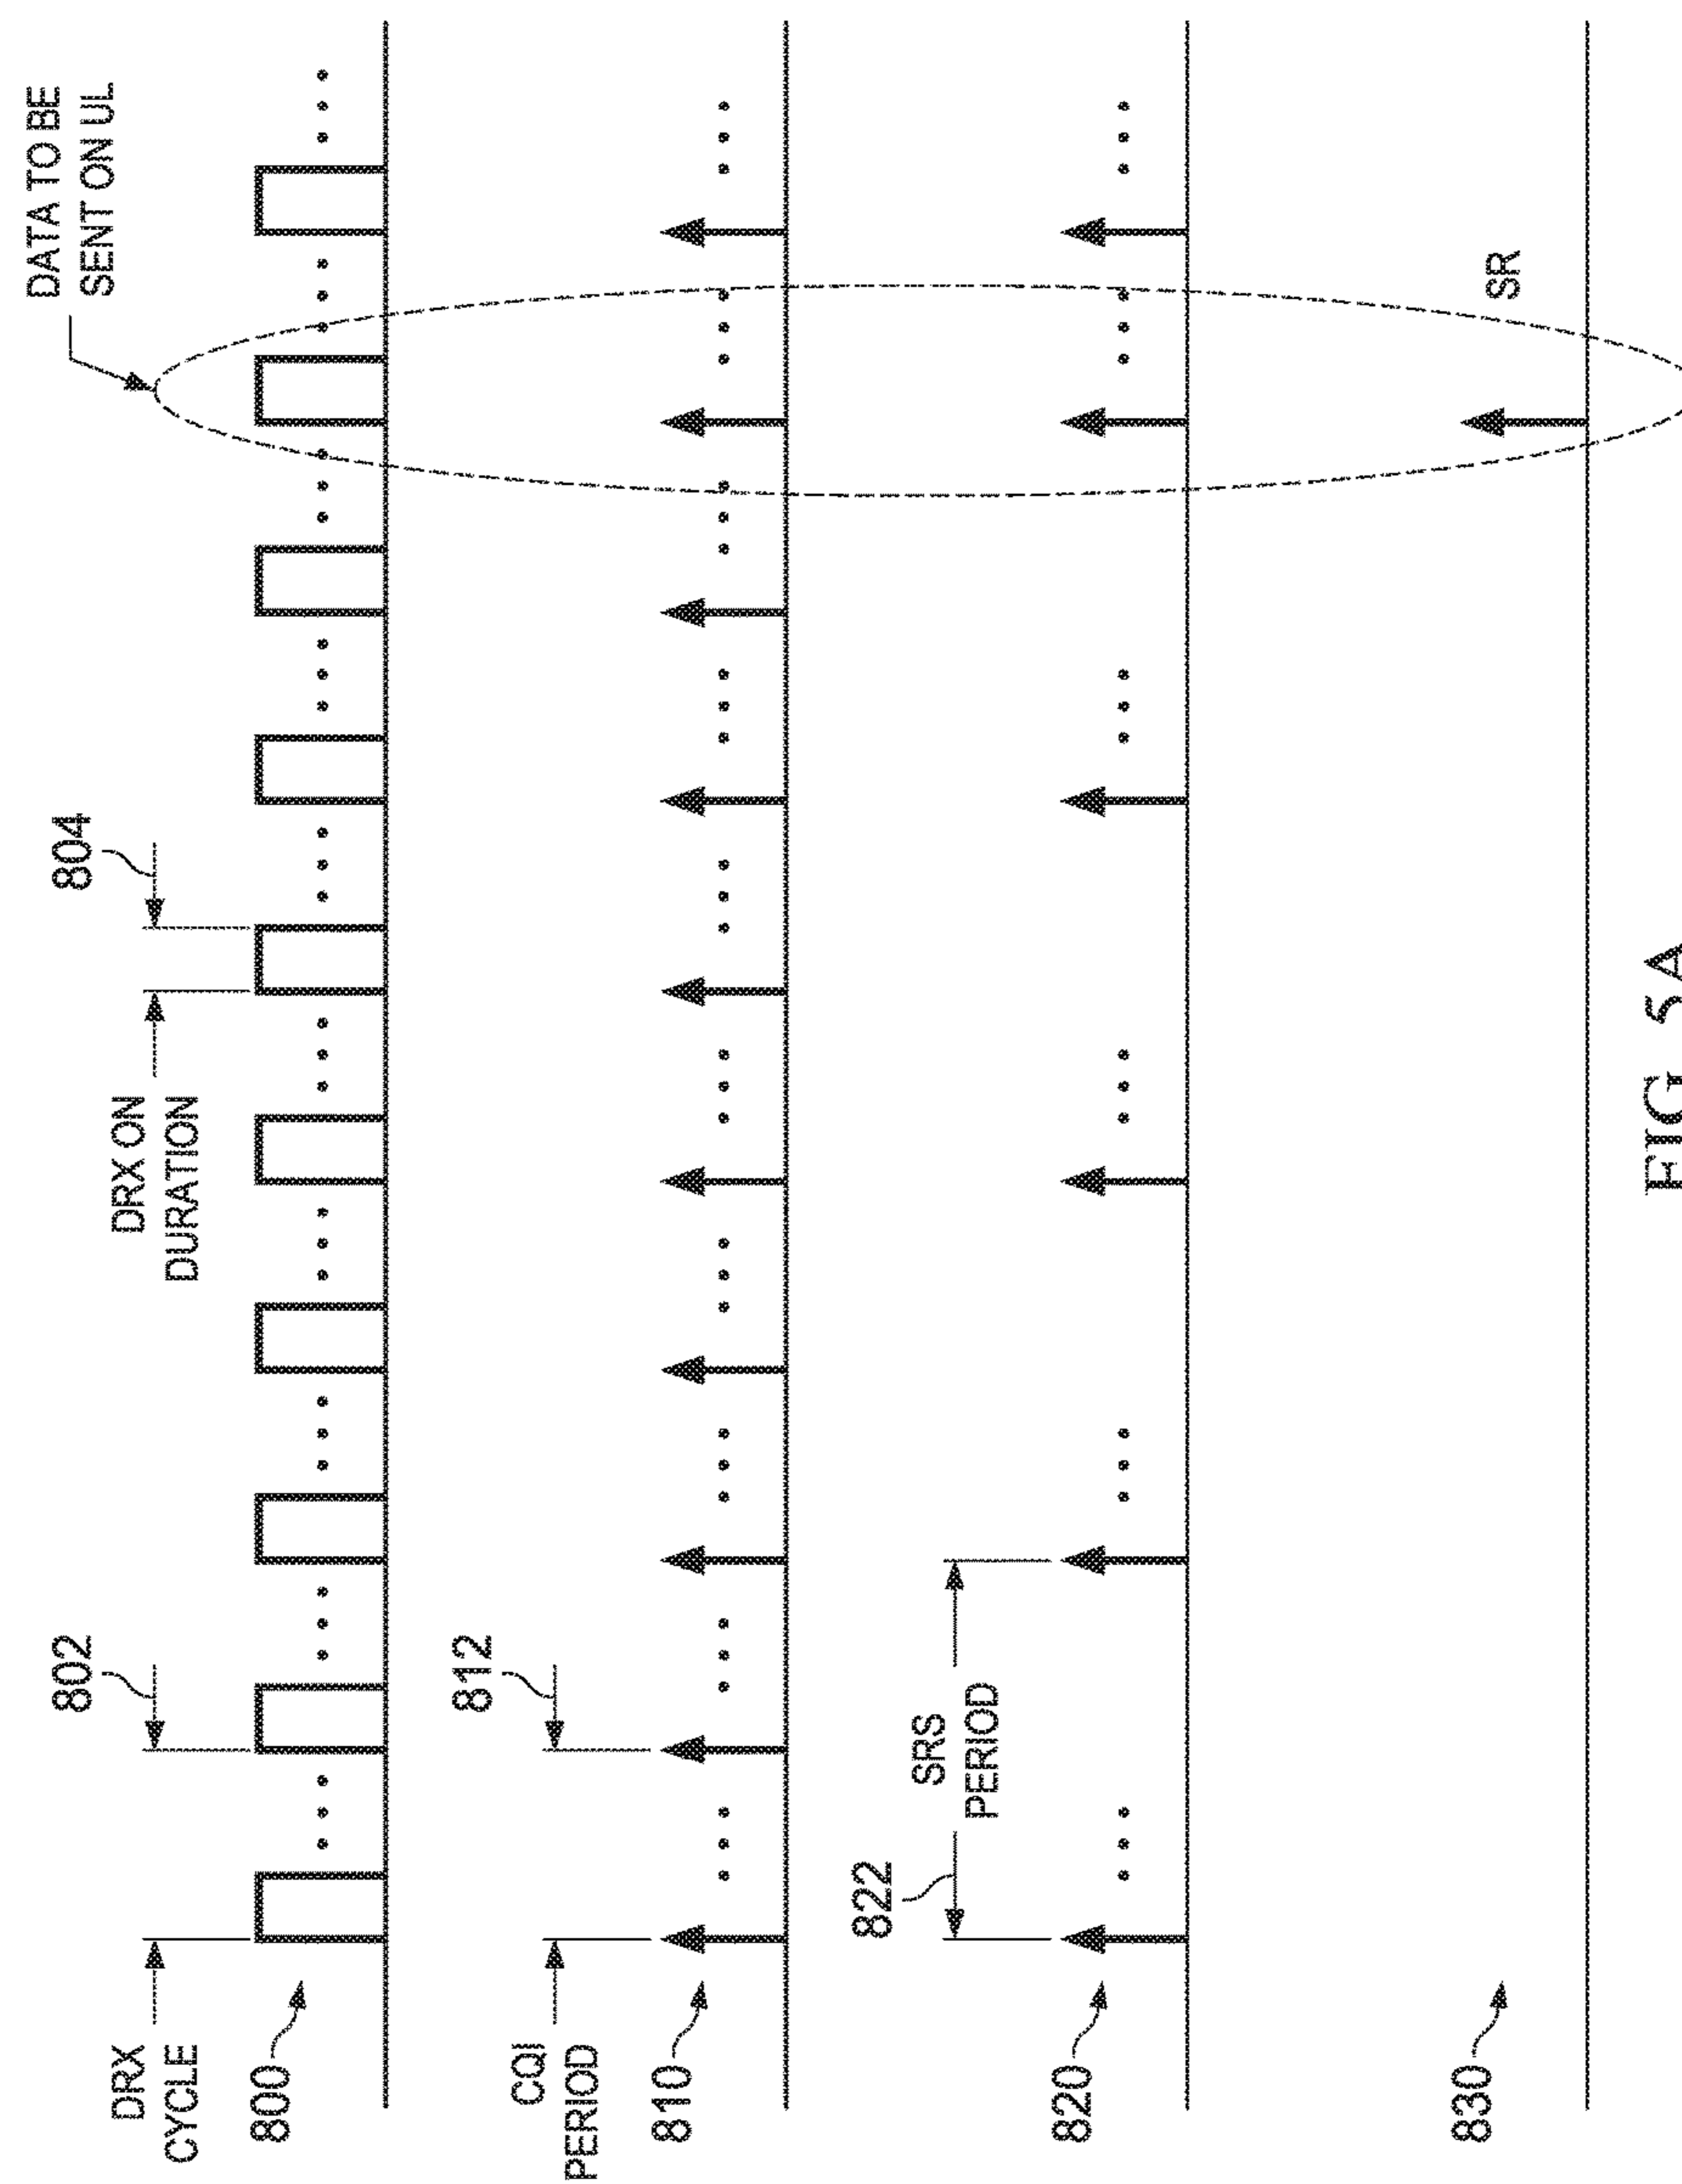 DATA TO BE
SENT ON UL
802
804
DRX
CYCLE
DRX ON
DURATION
800
812
CQI
PERIOD
810
822
SRS
PERIOD
820
SR
830
FIG. 5A